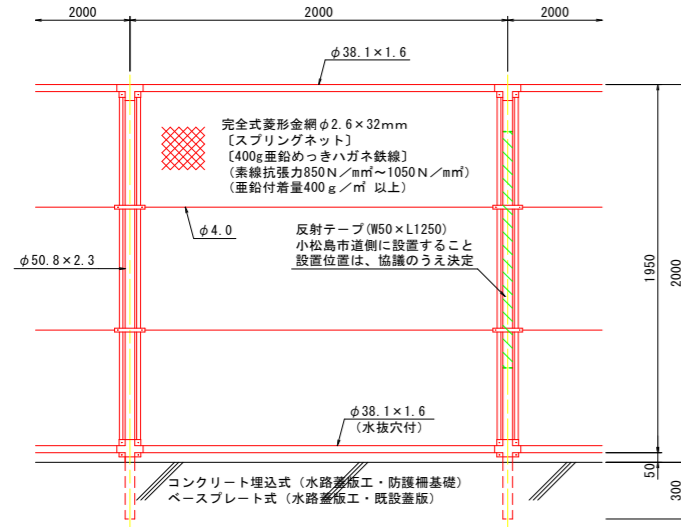 2000
2000
2000
φ38.1×1.6
完全式菱形金網φ2.6×32mm
〔スプリングネット〕
〔400g亜鉛めっきハガネ鉄線〕
(素線抗張力850N/m㎡~1050N/m㎡)
(亜鉛付着量400g/㎡ 以上)
φ4.0
反射テープ(W50×L1250)
小松島市道側に設置すること
設置位置は、協議のうえ決定
φ50.8×2.3
1950
2000
φ38.1×1.6
(水抜穴付)
50
300
コンクリート埋込式(水路蓋版工・防護柵基礎)
ベースプレート式(水路蓋版工・既設蓋版)